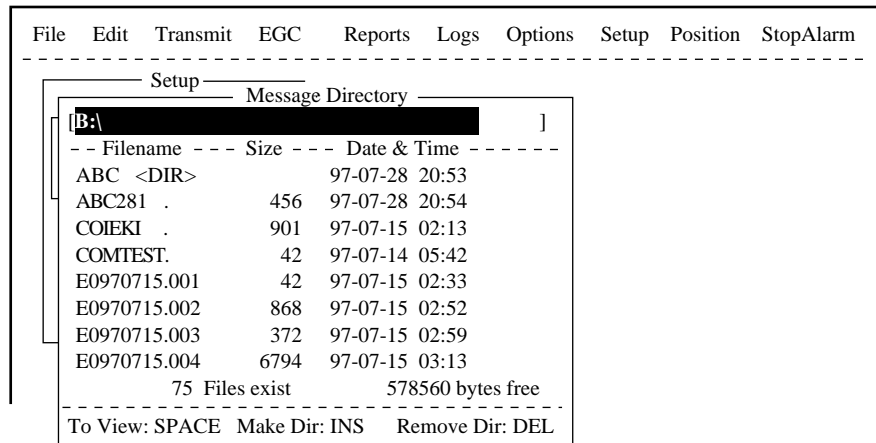 File Edit Transmit EGC Reports Logs Options Setup Position StopAlarm
Setup
Message Directory
[B:\ ]
Filename Size Date & Time
ABC <DIR> 97-07-28 20:53
ABC281 . 456 97-07-28 20:54
COIEKI . 901 97-07-15 02:13
COMTEST. 42 97-07-14 05:42
E0970715.001 42 97-07-15 02:33
E0970715.002 868 97-07-15 02:52
E0970715.003 372 97-07-15 02:59
E0970715.004 6794 97-07-15 03:13
75 Files exist 578560 bytes free
To View: SPACE Make Dir: INS Remove Dir: DEL